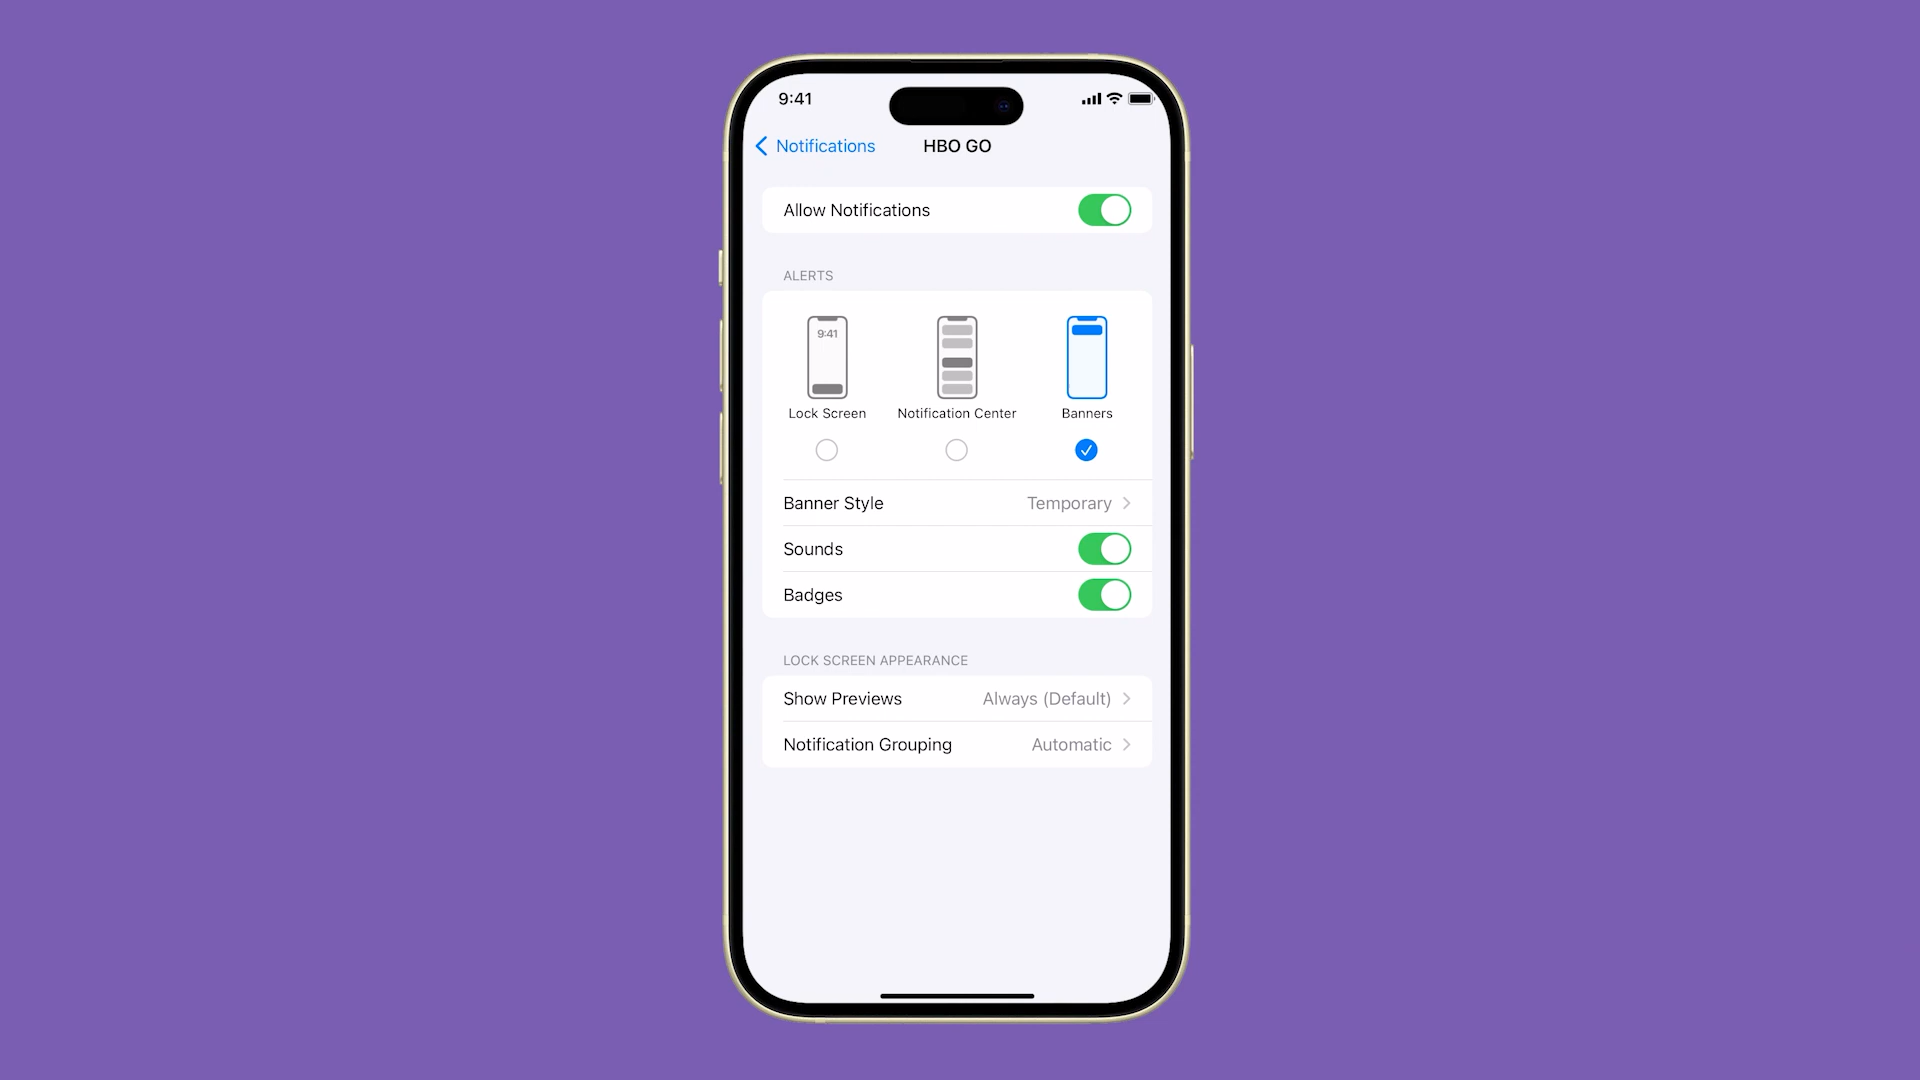 9:41
Notifications
HBO GO
Allow Notifications
ALERTS
9:41
Lock Screen
Notification Center
Banners
Banner Style
Temporary
Sounds
Badges
LOCK SCREEN APPEARANCE
Show Previews
Always (Default)
Notification Grouping
Automatic